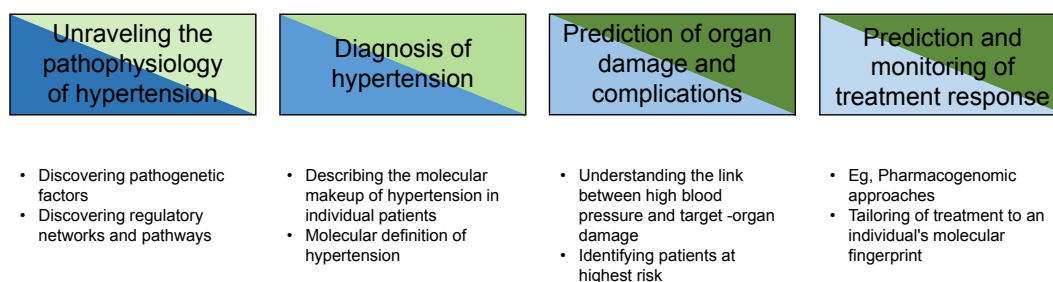 Unraveling the
pathophysiology
of hypertension
Diagnosis of
hypertension
Prediction of organ
damage and
complications
Prediction and
monitoring of
treatment response
• Discovering pathogenetic
factors
• Discovering regulatory
networks and pathways
• Describing the molecular
makeup of hypertension in
individual patients
• Molecular definition of
hypertension
• Understanding the link
between high blood
pressure and target -organ
damage
• Identifying patients at
highest risk
• Eg, Pharmacogenomic
approaches
• Tailoring of treatment to an
individual's molecular
fingerprint